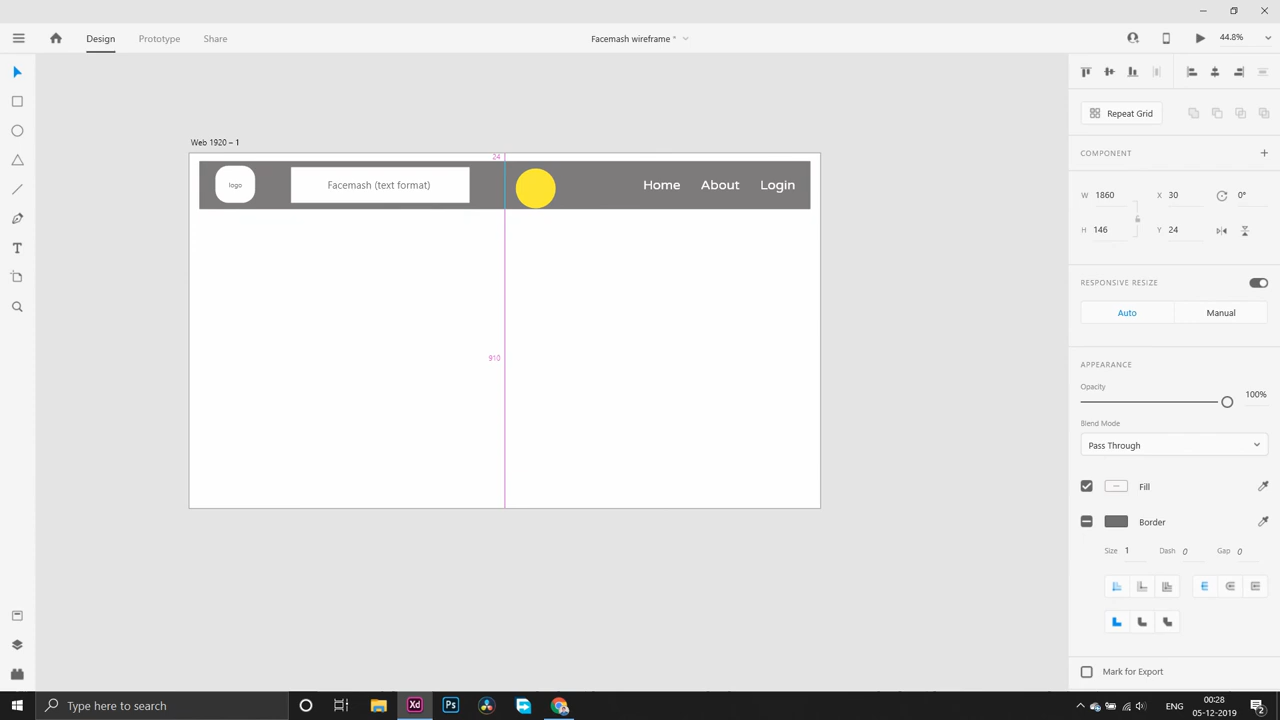 Design
Prototype
Share
Facemash wireframe *
44.8%
Repeat Grid
Web 1920 – 1
24
COMPONENT
logo
Facemash (text format)
Home
About
Login
W 1860
X 30
0°
H 146
Y 24
RESPONSIVE RESIZE
Auto
Manual
910
APPEARANCE
Opacity
100%
Blend Mode
Pass Through
Fill
Border
Size 1
Dash 0
Gap 0
Mark for Export
Type here to search
Xd
Ps
ENG
00:28
05-12-2019
2